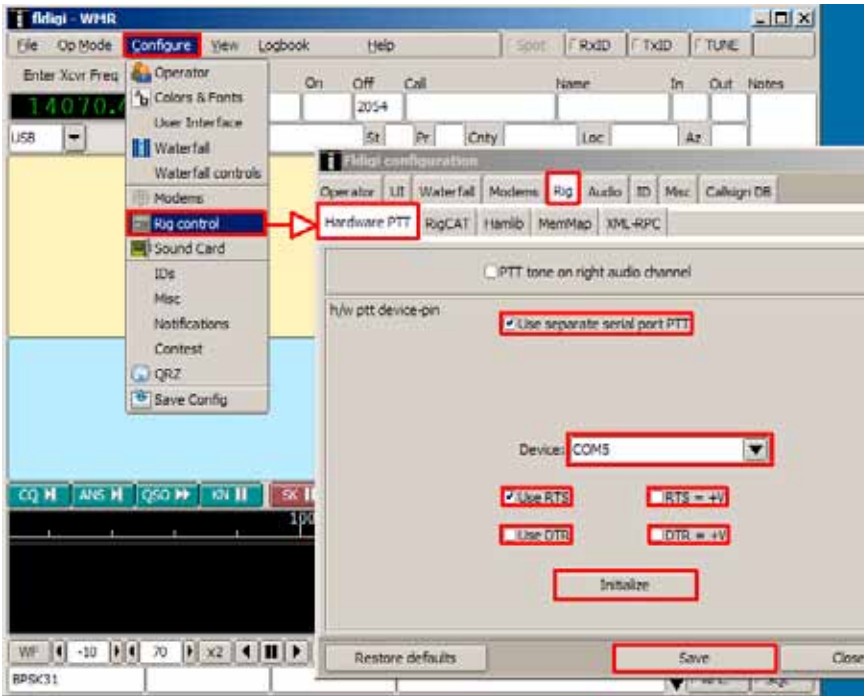 fldigi - WMR
File Op Mode Configure View Logbook Help Spot RxID TxID TUNE
Enter Xcvr Freq On Off Call Name In Out Notes
2054
USB St Pr Cnty Loc Az
Operator
Colors & Fonts
User Interface
Waterfall
Waterfall controls
Modems
Rig control
Sound Card
IDs
Misc
Notifications
Contest
QRZ
Save Config
Fldigi configuration
Operator UI Waterfall Modems Rig Audio ID Misc Callsign DB
Hardware PTT RigCAT Hamlib MemMap XML-RPC
PTT tone on right audio channel
h/w ptt device-pin
Use separate serial port PTT
Device: COM5
Use RTS RTS = +V
Use DTR DTR = +V
Initialize
Restore defaults Save Close
CQ ANS QSO KN SK
WF -10 70 x2
BPSK31